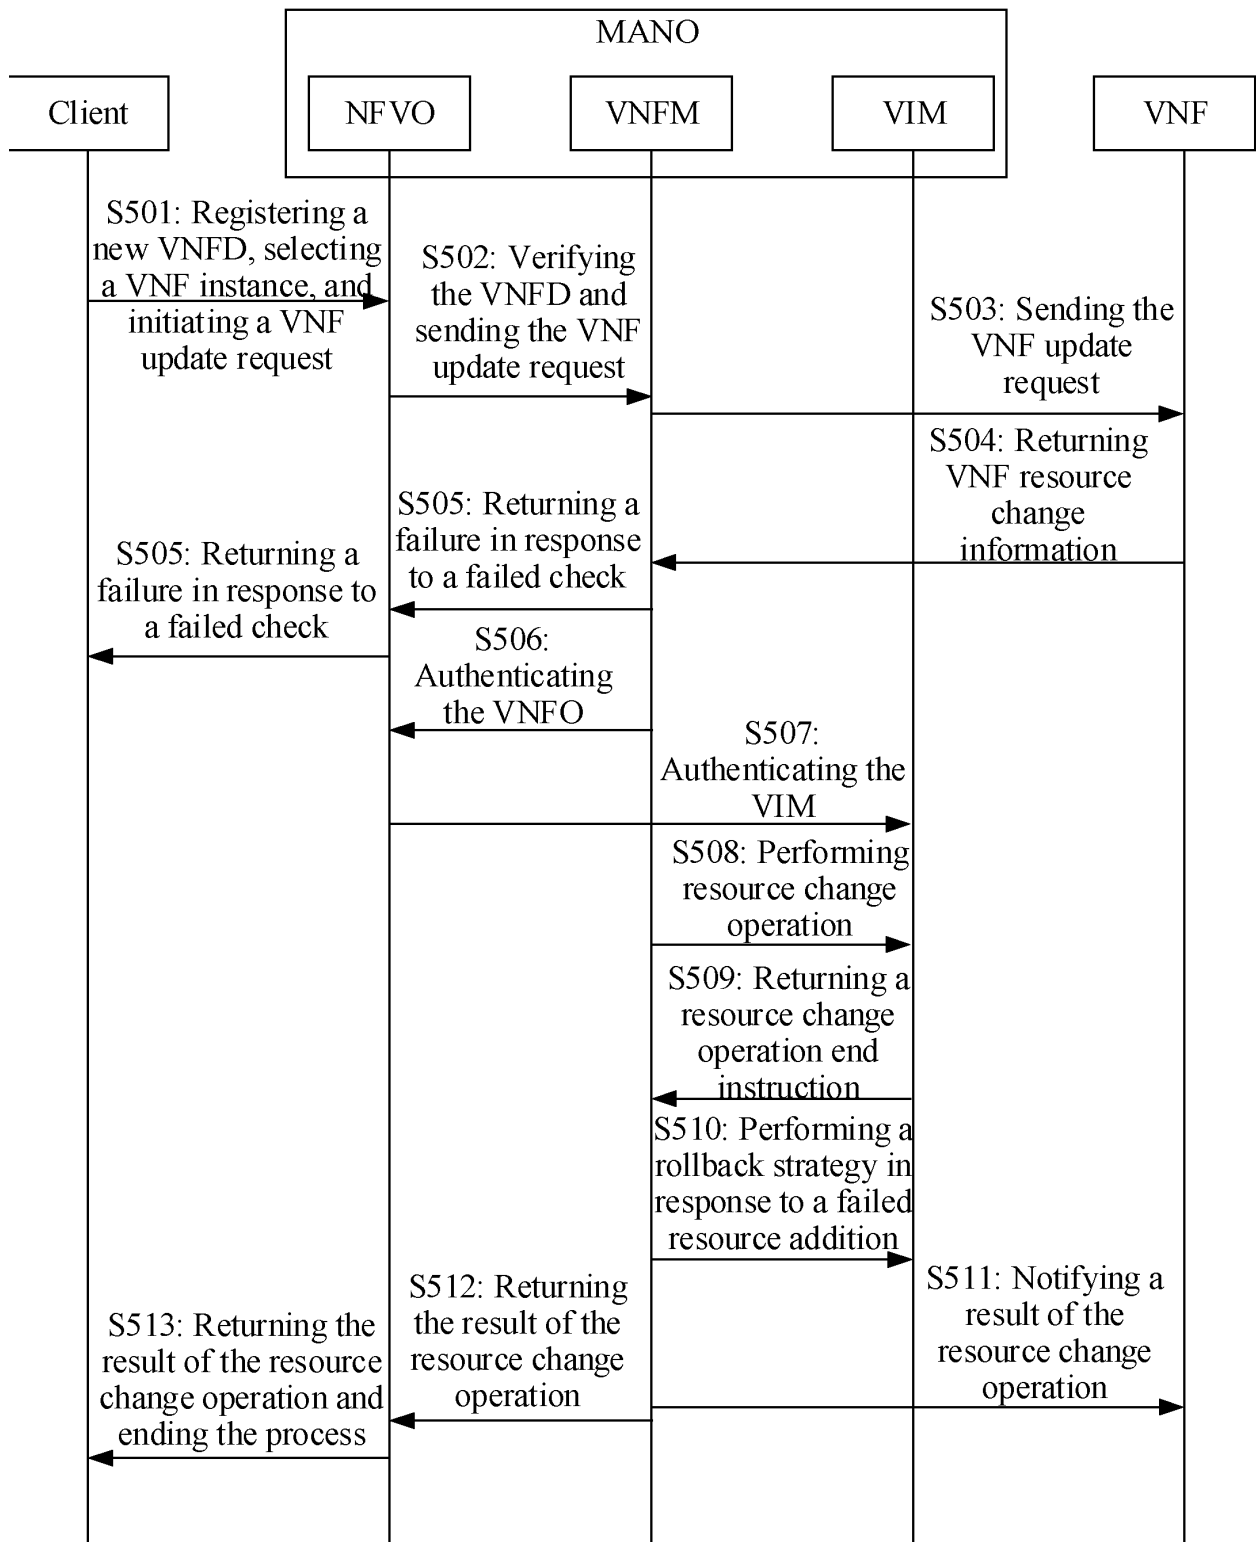 MANO
Client
NFVO
VNFM
VIM
VNF
S501: Registering a
new VNFD, selecting
a VNF instance, and
initiating a VNF
update request
S502: Verifying
the VNFD and
sending the VNF
update request
S503: Sending the
VNF update
request
S504: Returning
VNF resource
change
information
S505: Returning a
failure in response
to a failed check
S505: Returning a
failure in response to
a failed check
S506:
Authenticating
the VNFO
S507:
Authenticating the
VIM
S508: Performing
resource change
operation
S509: Returning a
resource change
operation end
instruction
S510: Performing a
rollback strategy in
response to a failed
resource addition
S511: Notifying a
result of the
resource change
operation
S512: Returning
the result of the
resource change
operation
S513: Returning the
result of the resource
change operation and
ending the process